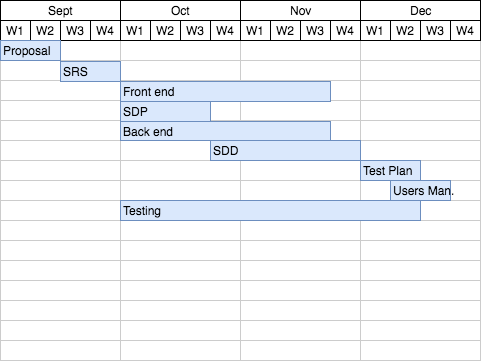 Sept Oct Nov Dec
W1 W2 W3 W4 W1 W2 W3 W4 W1 W2 W3 W4 W1 W2 W3 W4
Proposal
SRS
Front end
SDP
Back end
SDD
Test Plan
Users Man.
Testing